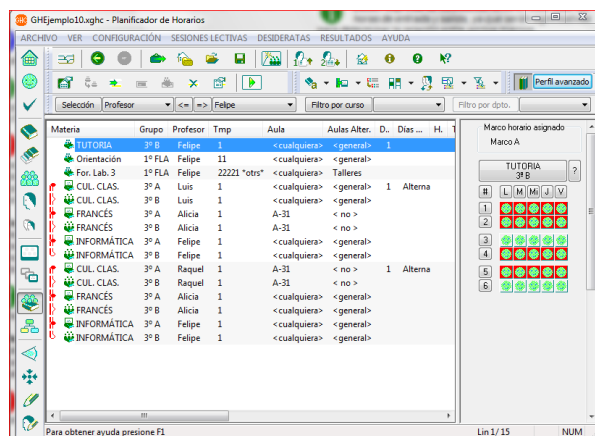 GHEjemplo10.xghc - Planificador de Horarios
ARCHIVO VER CONFIGURACIÓN SESIONES LECTIVAS DESIDERATAS RESULTADOS AYUDA
Perfil avanzado
Selección Profesor <= => Felipe Filtro por curso Filtro por dpto.
Materia Grupo Profesor Tmp Aula Aulas Alter. D.. Días ... H. T
TUTORIA 3º B Felipe 1 <cualquiera> <general> 1
Orientación 1º FLA Felipe 11 <cualquiera> <general>
For. Lab. 3 1º FLA Felipe 22221 *otrs* <cualquiera> Talleres
CUL. CLAS. 3º A Luis 1 <cualquiera> <general> 1 Alterna
CUL. CLAS. 3º B Luis 1 <cualquiera> <general>
FRANCÉS 3º A Alicia 1 A-31 < no >
FRANCÉS 3º B Alicia 1 A-31 < no >
INFORMÁTICA 3º A Felipe 1 <cualquiera> <general>
INFORMÁTICA 3º B Felipe 1 <cualquiera> <general>
CUL. CLAS. 3º A Raquel 1 A-31 < no > 1 Alterna
CUL. CLAS. 3º B Raquel 1 A-31 < no >
FRANCÉS 3º A Alicia 1 <cualquiera> <general>
FRANCÉS 3º B Alicia 1 <cualquiera> <general>
INFORMÁTICA 3º A Felipe 1 <cualquiera> <general>
INFORMÁTICA 3º B Felipe 1 <cualquiera> <general>
Marco horario asignado
Marco A
TUTORIA
3º B
?
# L M Mi J V
1
2
3
4
5
6
Para obtener ayuda presione F1 Lin 1/ 15 NUM